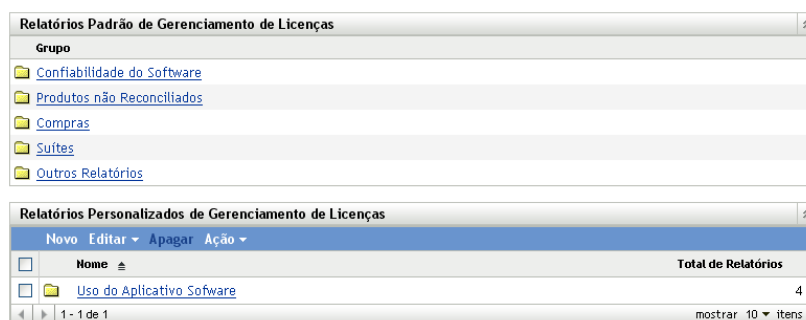 Relatórios Padrão de Gerenciamento de Licenças
Grupo
Confiabilidade do Software
Produtos não Reconciliados
Compras
Suítes
Outros Relatórios
Relatórios Personalizados de Gerenciamento de Licenças
Novo Editar Apagar Ação
Nome Total de Relatórios
Uso do Aplicativo Sofware 4
1 - 1 de 1 mostrar 10 itens